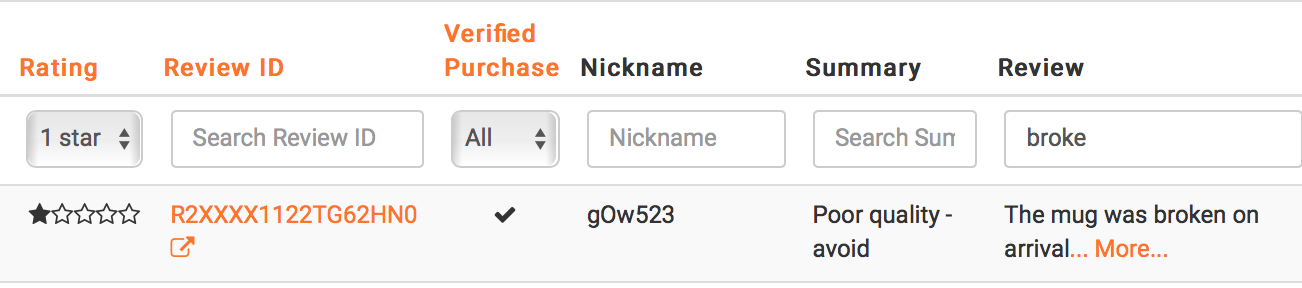 Rating Review ID Verified Purchase Nickname Summary Review
1 star Search Review ID All Nickname Search Sum broke
R2XXXX1122TG62HN0 gOw523 Poor quality - The mug was broken on
avoid arrival... More...